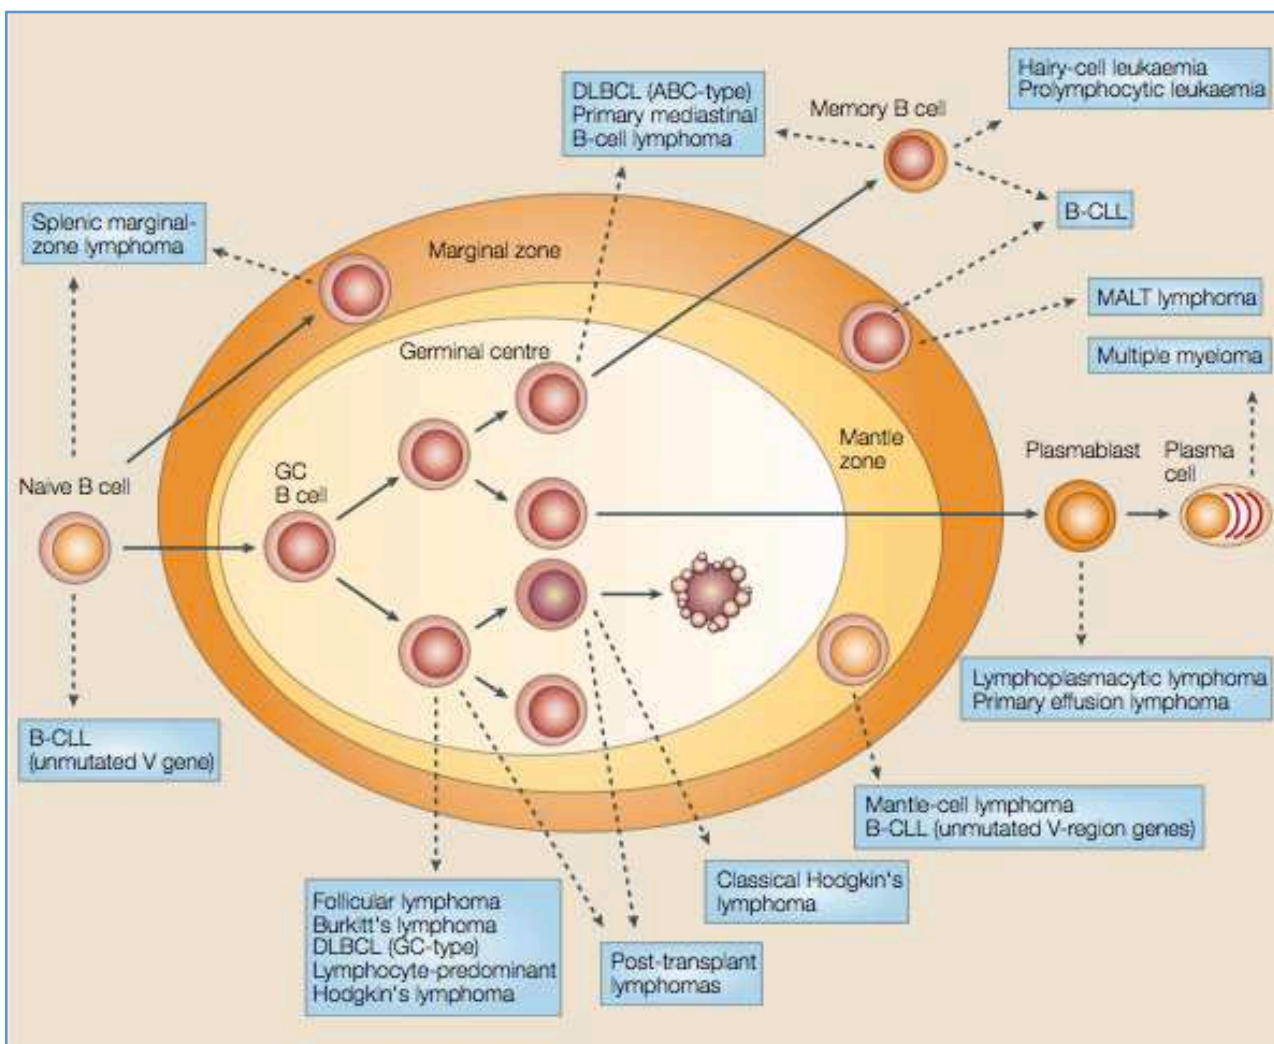 Hairy-cell leukaemia
Prolymphocytic leukaemia
DLBCL (ABC-type)
Primary mediastinal
B-cell lymphoma
Memory B cell
B-CLL
Splenic marginal-
zone lymphoma
Marginal zone
MALT lymphoma
Germinal centre
Multiple myeloma
Mantle
zone
Plasmablast
Plasma
cell
GC
B cell
Naive B cell
Lymphoplasmacytic lymphoma
Primary effusion lymphoma
B-CLL
(unmutated V gene)
Mantle-cell lymphoma
B-CLL (unmutated V-region genes)
Classical Hodgkin's
lymphoma
Follicular lymphoma
Burkitt's lymphoma
DLBCL (GC-type)
Lymphocyte-predominant
Hodgkin's lymphoma
Post-transplant
lymphomas